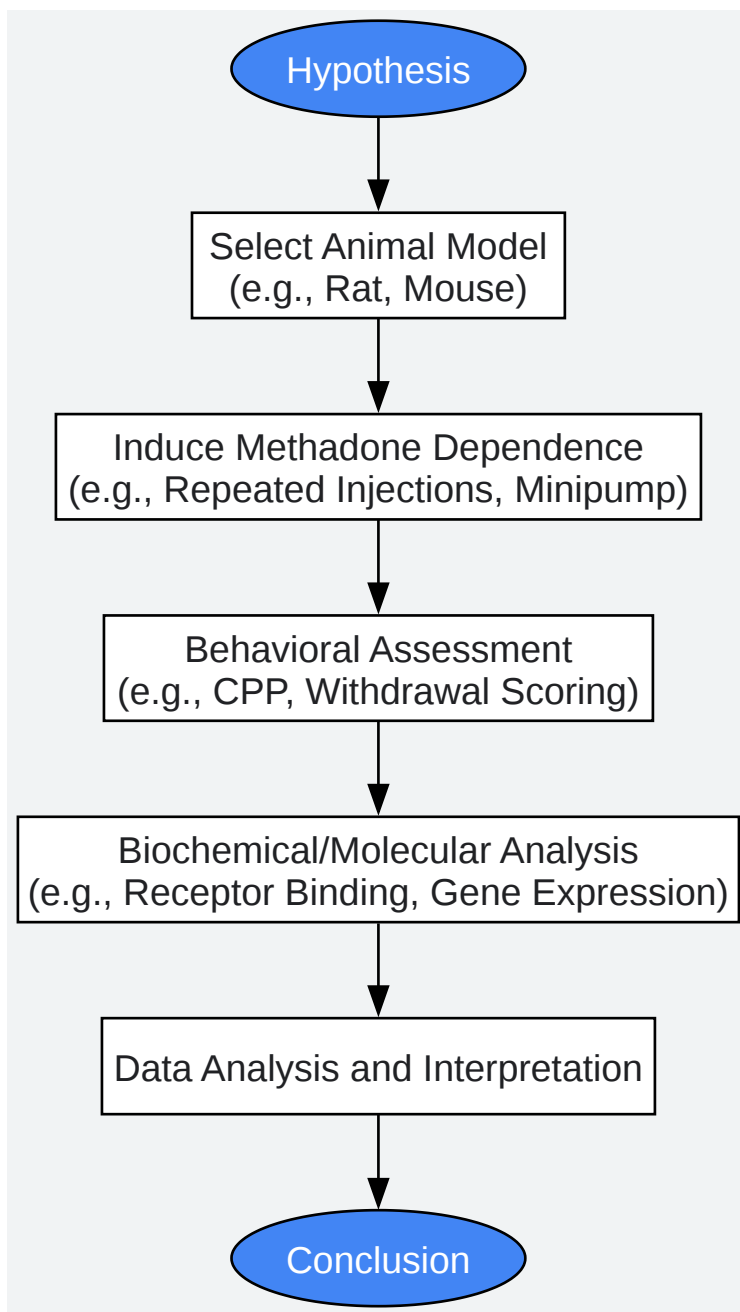 Hypothesis
Select Animal Model
(e.g., Rat, Mouse)
Induce Methadone Dependence
(e.g., Repeated Injections, Minipump)
Behavioral Assessment
(e.g., CPP, Withdrawal Scoring)
Biochemical/Molecular Analysis
(e.g., Receptor Binding, Gene Expression)
Data Analysis and Interpretation
Conclusion